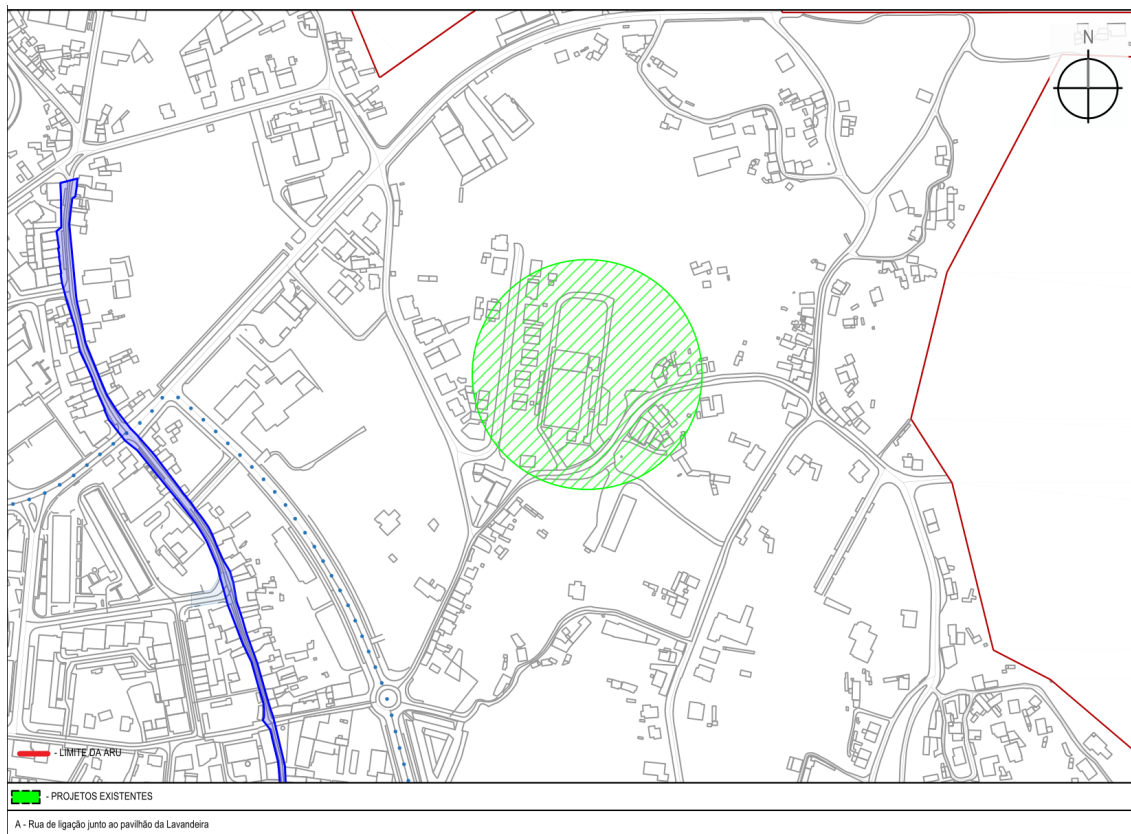 N
- LIMITE DA ARU
- PROJETOS EXISTENTES
A - Rua de ligação junto ao pavilhão da Lavandeira